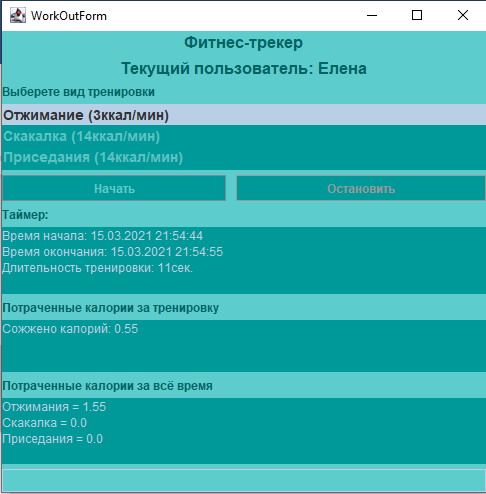 WorkOutForm
Фитнес-трекер
Текущий пользователь: Елена
Выберете вид тренировки
Отжимание (3ккал/мин)
Скакалка (14ккал/мин)
Приседания (14ккал/мин)
Начать Остановить
Таймер:
Время начала: 15.03.2021 21:54:44
Время окончания: 15.03.2021 21:54:55
Длительность тренировки: 11сек.
Потраченные калории за тренировку
Сожжено калорий: 0.55
Потраченные калории за всё время
Отжимания = 1.55
Скакалка = 0.0
Приседания = 0.0